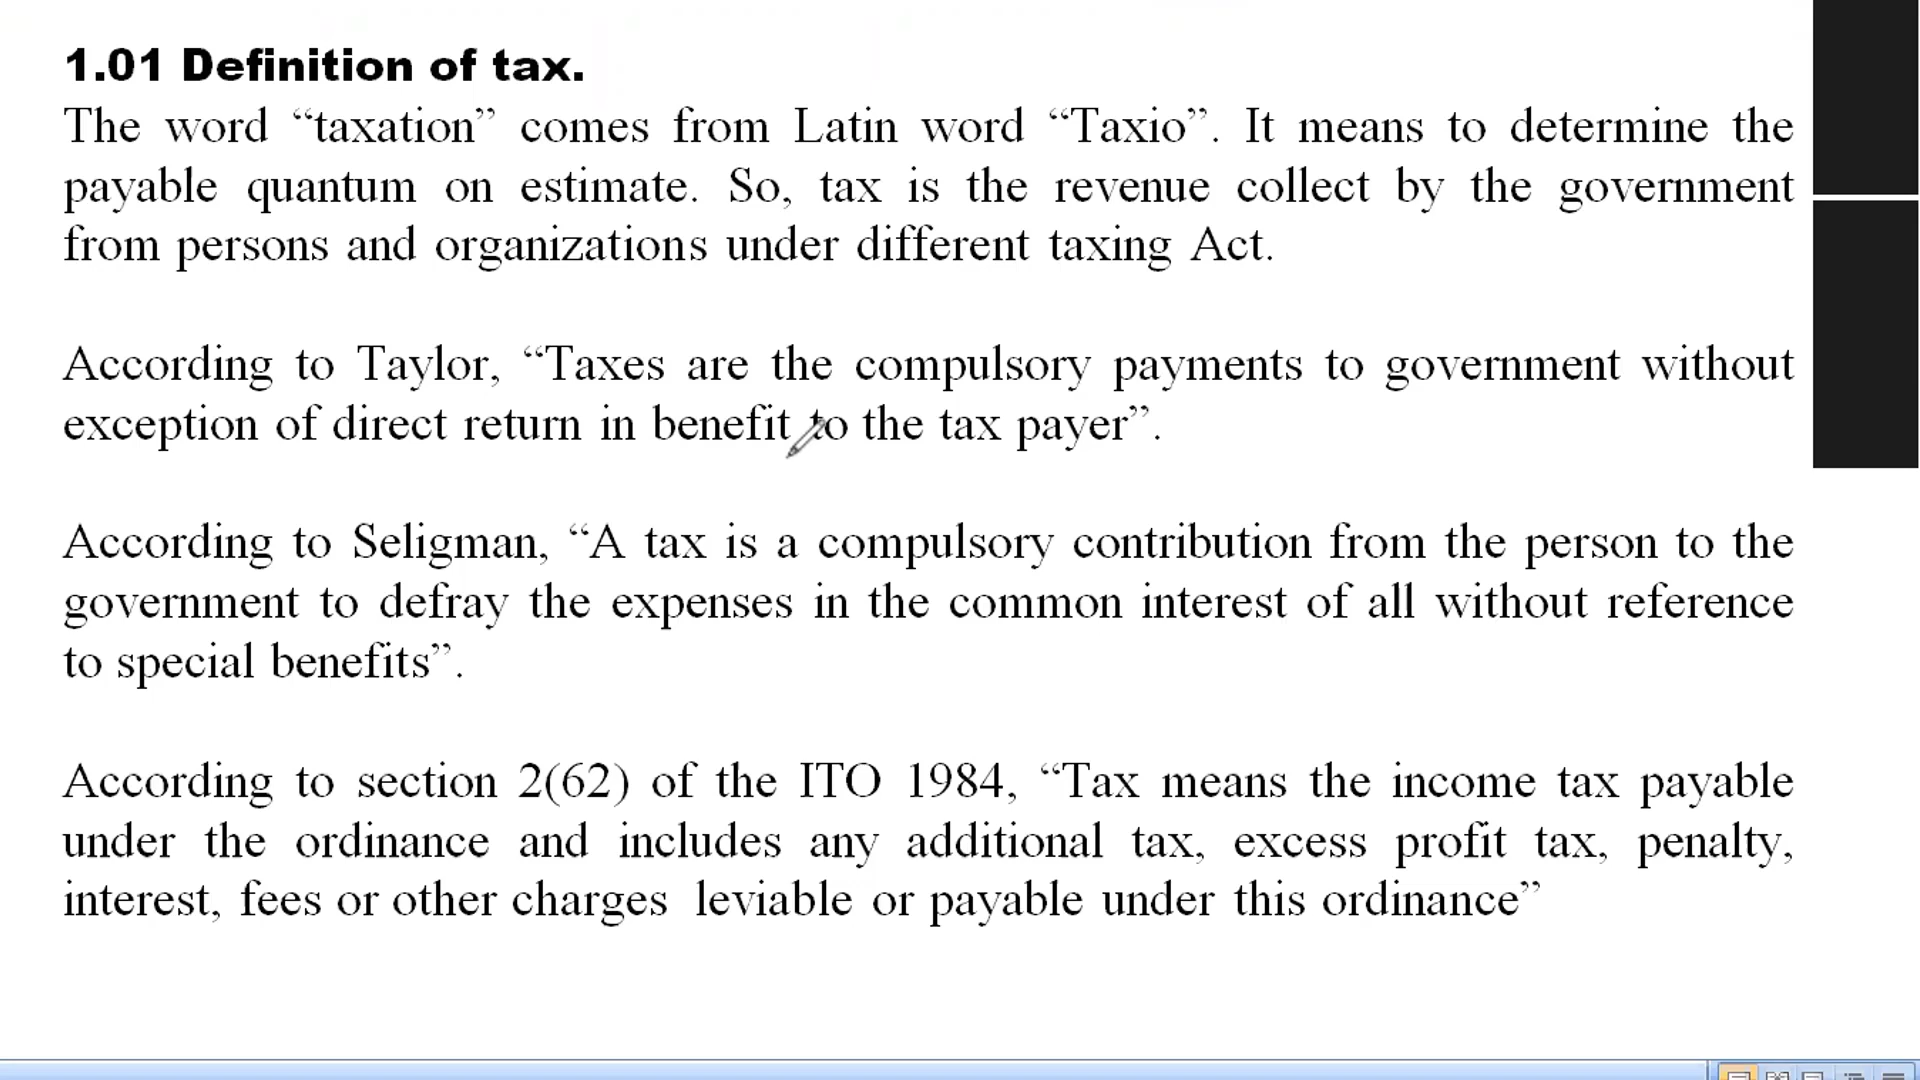 1.01 Definition of tax.
The word “taxation” comes from Latin word “Taxio”. It means to determine the
payable quantum on estimate. So, tax is the revenue collect by the government
from persons and organizations under different taxing Act.
According to Taylor, “Taxes are the compulsory payments to government without
exception of direct return in benefit to the tax payer”.
According to Seligman, “A tax is a compulsory contribution from the person to the
government to defray the expenses in the common interest of all without reference
to special benefits”.
According to section 2(62) of the ITO 1984, “Tax means the income tax payable
under the ordinance and includes any additional tax, excess profit tax, penalty,
interest, fees or other charges leviable or payable under this ordinance”